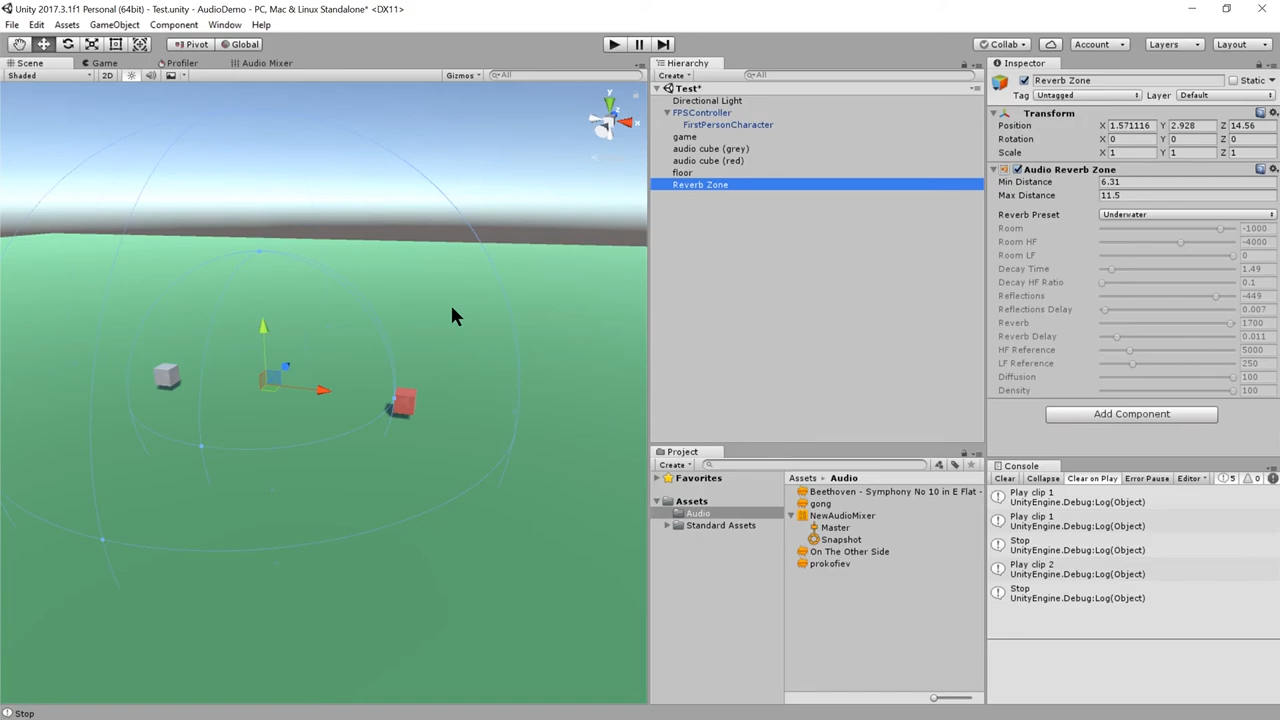 Unity 2017.3.1f1 Personal (64bit) - Test.unity - AudioDemo - PC, Mac & Linux Standalone* <DX11>
File Edit Assets GameObject Component Window Help
Pivot Global Collab Account Layers Layout
Scene Game Profiler Audio Mixer
Shaded 2D Gizmos All
y
x
z
Hierarchy
Create All
Test*
Directional Light
FPSController
FirstPersonCharacter
game
audio cube (grey)
audio cube (red)
floor
Reverb Zone
Inspector
Reverb Zone Static
Tag Untagged Layer Default
Transform
Position X 1.571116 Y 2.928 Z 14.56
Rotation X 0 Y 0 Z 0
Scale X 1 Y 1 Z 1
Audio Reverb Zone
Min Distance 6.31
Max Distance 11.5
Reverb Preset Underwater
Room -1000
Room HF -4000
Room LF 0
Decay Time 1.49
Decay HF Ratio 0.1
Reflections -449
Reflections Delay 0.007
Reverb 1700
Reverb Delay 0.011
HF Reference 5000
LF Reference 250
Diffusion 100
Density 100
Add Component
Project
Create
Favorites
Assets
Audio
Standard Assets
Assets Audio
Beethoven - Symphony No 10 in E Flat -
gong
NewAudioMixer
Master
Snapshot
On The Other Side
prokofiev
Console
Clear Collapse Clear on Play Error Pause Editor 5 0 0
Play clip 1
UnityEngine.Debug:Log(Object)
Play clip 1
UnityEngine.Debug:Log(Object)
Stop
UnityEngine.Debug:Log(Object)
Play clip 2
UnityEngine.Debug:Log(Object)
Stop
UnityEngine.Debug:Log(Object)
Stop